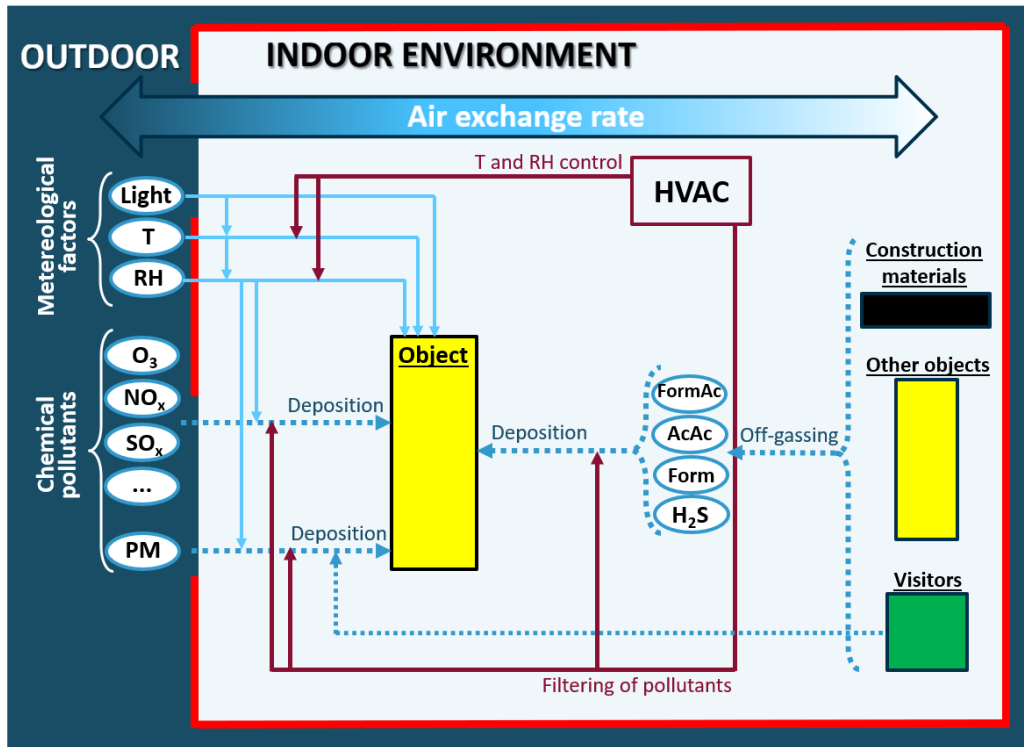 OUTDOOR
INDOOR ENVIRONMENT
Air exchange rate
T and RH control
HVAC
Metereological
factors
Light
T
RH
Construction
materials
Object
Other objects
Chemical
pollutants
O₃
NOₓ
SOₓ
...
PM
Deposition
Deposition
Deposition
FormAc
AcAc
Form
H₂S
Off-gassing
Visitors
Filtering of pollutants